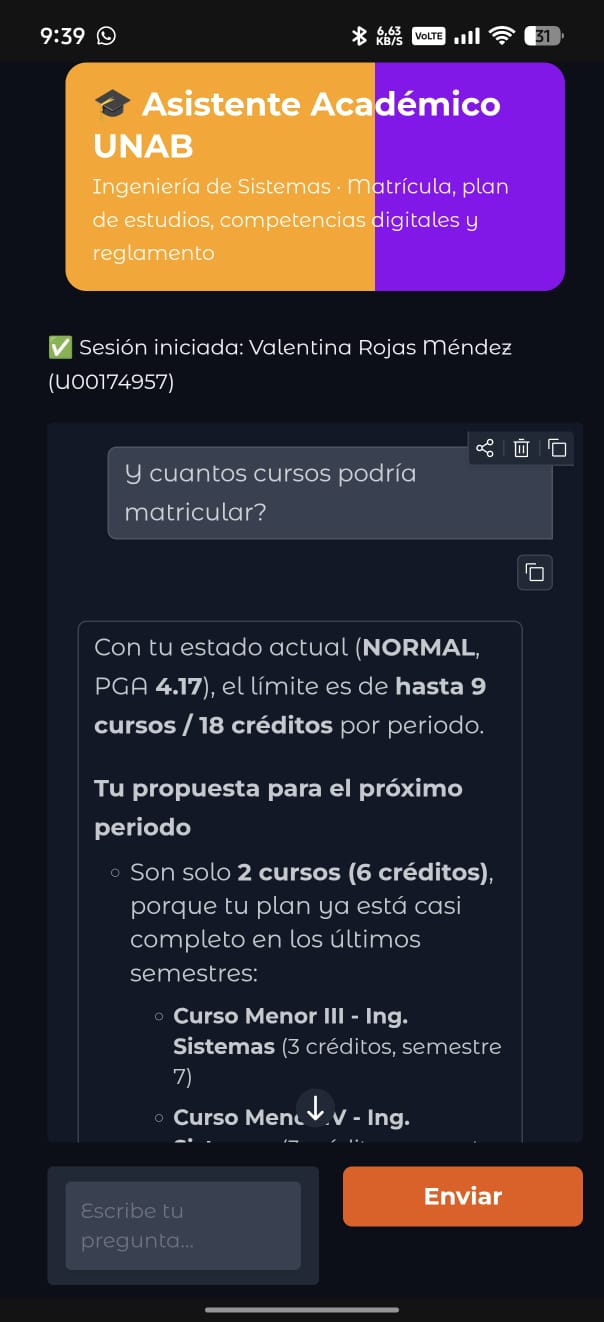 9:39
6,63
KB/S
VoLTE
31
🎓 Asistente Académico
UNAB
Ingeniería de Sistemas · Matrícula, plan
de estudios, competencias digitales y
reglamento
✅ Sesión iniciada: Valentina Rojas Méndez
(U00174957)
Y cuantos cursos podría
matricular?
Con tu estado actual (NORMAL,
PGA 4.17), el límite es de hasta 9
cursos / 18 créditos por periodo.
Tu propuesta para el próximo
periodo
Son solo 2 cursos (6 créditos),
porque tu plan ya está casi
completo en los últimos
semestres:
Curso Menor III - Ing.
Sistemas (3 créditos, semestre
7)
Curso V - Ing.
Escribe tu
pregunta...
Enviar